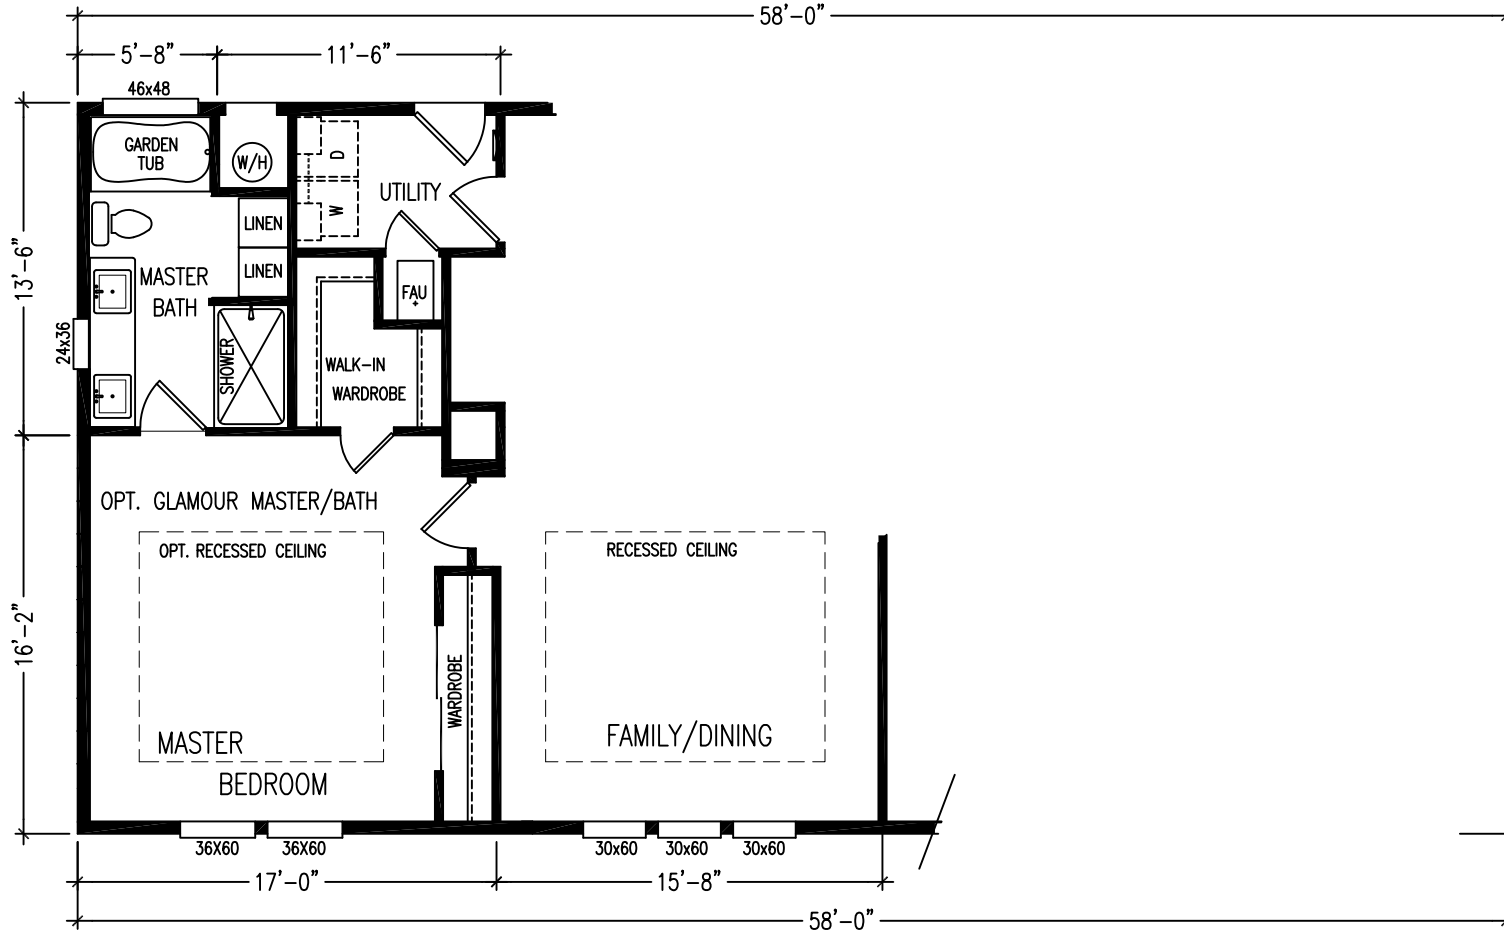 58'-0"
5'-8"
11'-6"
46x48
GARDEN
TUB
W/H
D
W
UTILITY
LINEN
LINEN
13'-6"
MASTER
BATH
FAU
24x36
SHOWER
WALK-IN
WARDROBE
OPT. GLAMOUR MASTER/BATH
OPT. RECESSED CEILING
RECESSED CEILING
16'-2"
WARDROBE
MASTER
BEDROOM
FAMILY/DINING
36X60
36X60
30x60
30x60
30x60
17'-0"
15'-8"
58'-0"